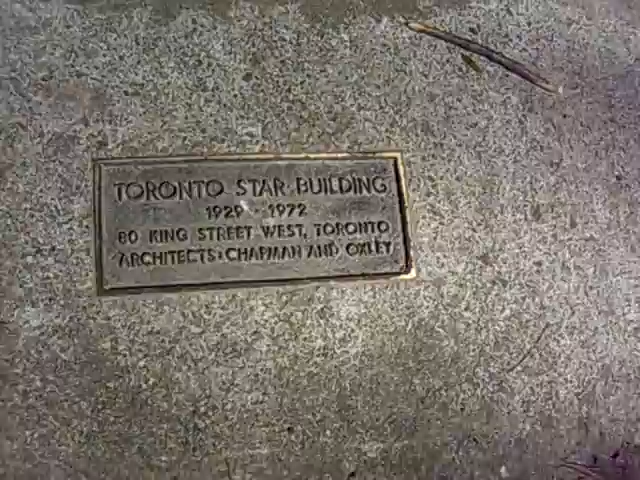 TORONTO STAR BUILDING
1929 - 1972
80 KING STREET WEST, TORONTO
ARCHITECTS: CHAPMAN AND OXLEY